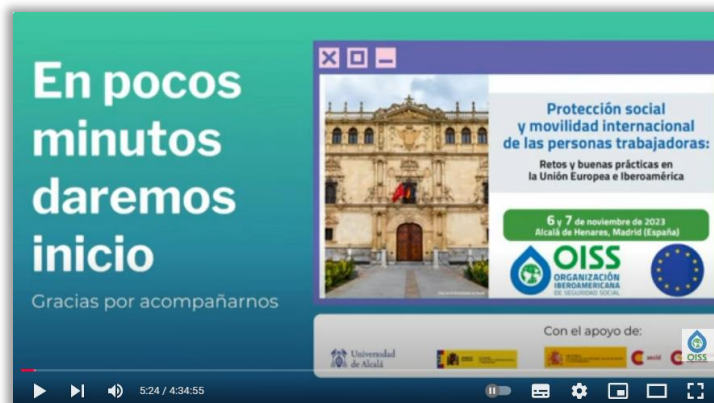 En pocos
minutos
daremos
inicio
Gracias por acompañarnos
Protección social
y movilidad internacional
de las personas trabajadoras:
Retos y buenas prácticas en
la Unión Europea e Iberoamérica
6 y 7 de noviembre de 2023
Alcalá de Henares, Madrid (España)
OISS
ORGANIZACIÓN
IBEROAMERICANA
DE SEGURIDAD SOCIAL
Con el apoyo de:
Universidad
de Alcalá
aecid
OISS
5:24 / 4:34:55